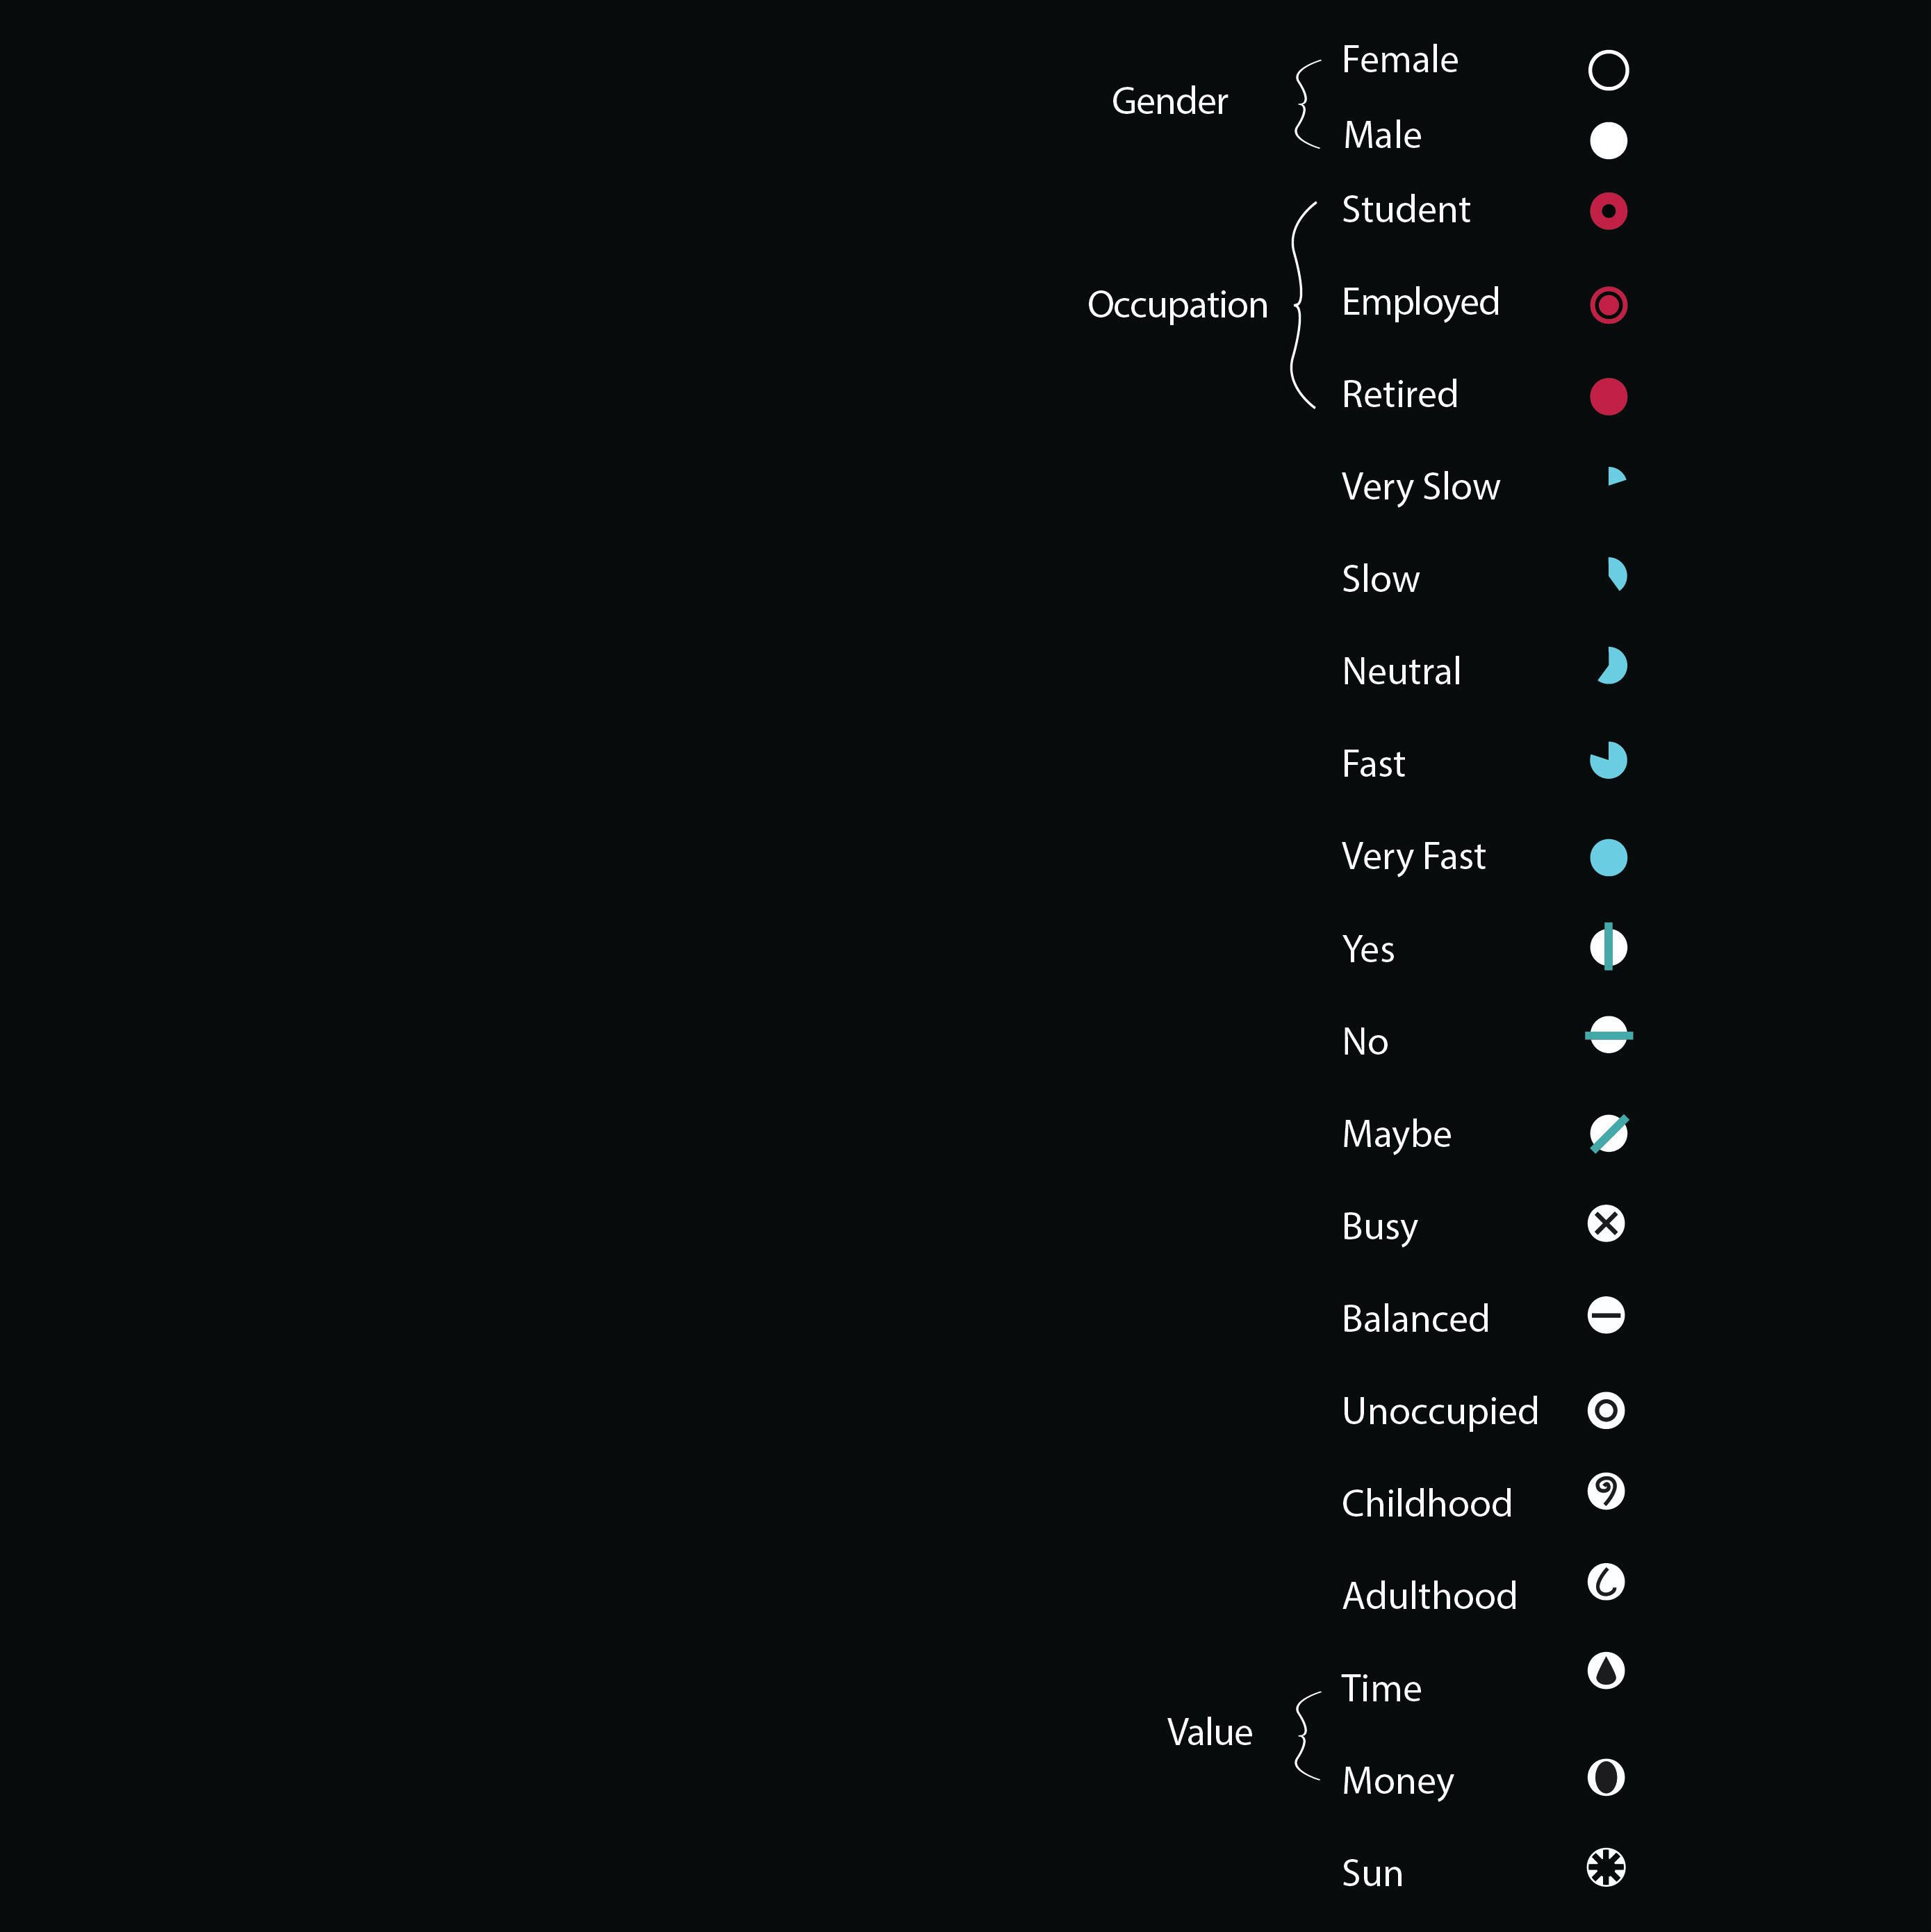 Gender
Female
Male
Occupation
Student
Employed
Retired
Very Slow
Slow
Neutral
Fast
Very Fast
Yes
No
Maybe
Busy
Balanced
Unoccupied
Childhood
Adulthood
Value
Time
Money
Sun